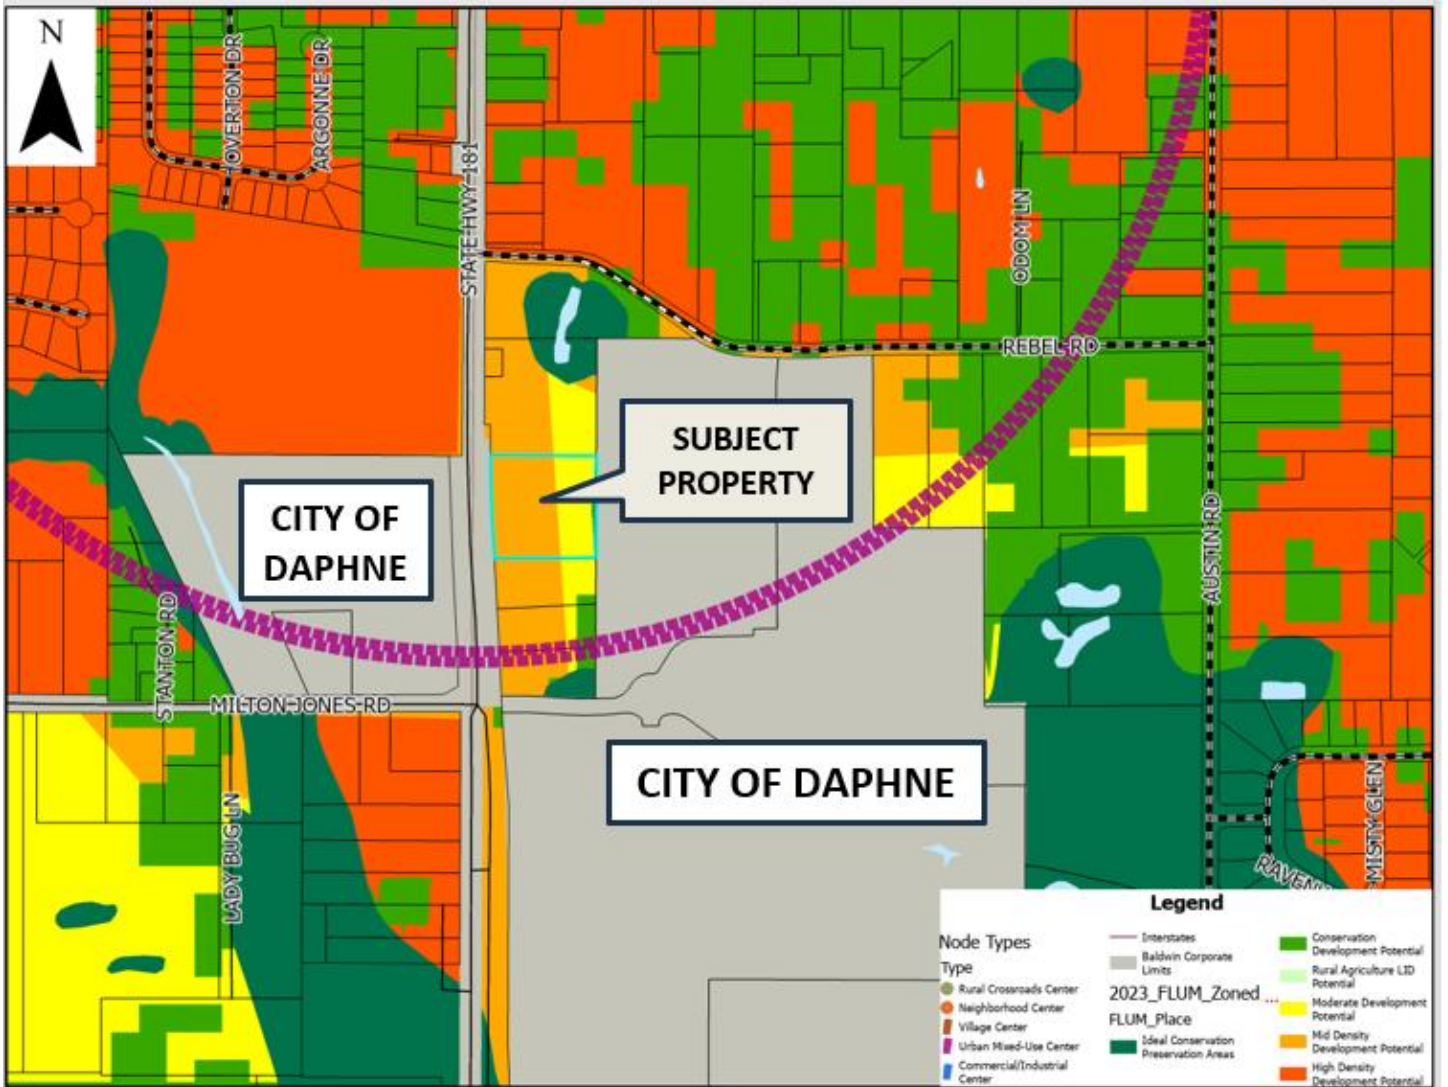 N
OVERTON DR
ARGONNE DR
STATE HWY 181
ODOM LN
REBEL RD
SUBJECT
PROPERTY
CITY OF
DAPHNE
AUSTIN RD
STANTON RD
MILTON JONES RD
CITY OF DAPHNE
LADY BUG LN
MISTY GLEN
RAVEN
Legend
Node Types
Type
Rural Crossroads Center
Neighborhood Center
Village Center
Urban Mixed-Use Center
Commercial/Industrial
Center
Interstates
Baldwin Corporate
Limits
2023_FLUM_Zoned ...
FLUM_Place
Ideal Conservation
Preservation Areas
Conservation
Development Potential
Rural Agriculture LID
Potential
Moderate Development
Potential
Mid Density
Development Potential
High Density
Development Potential